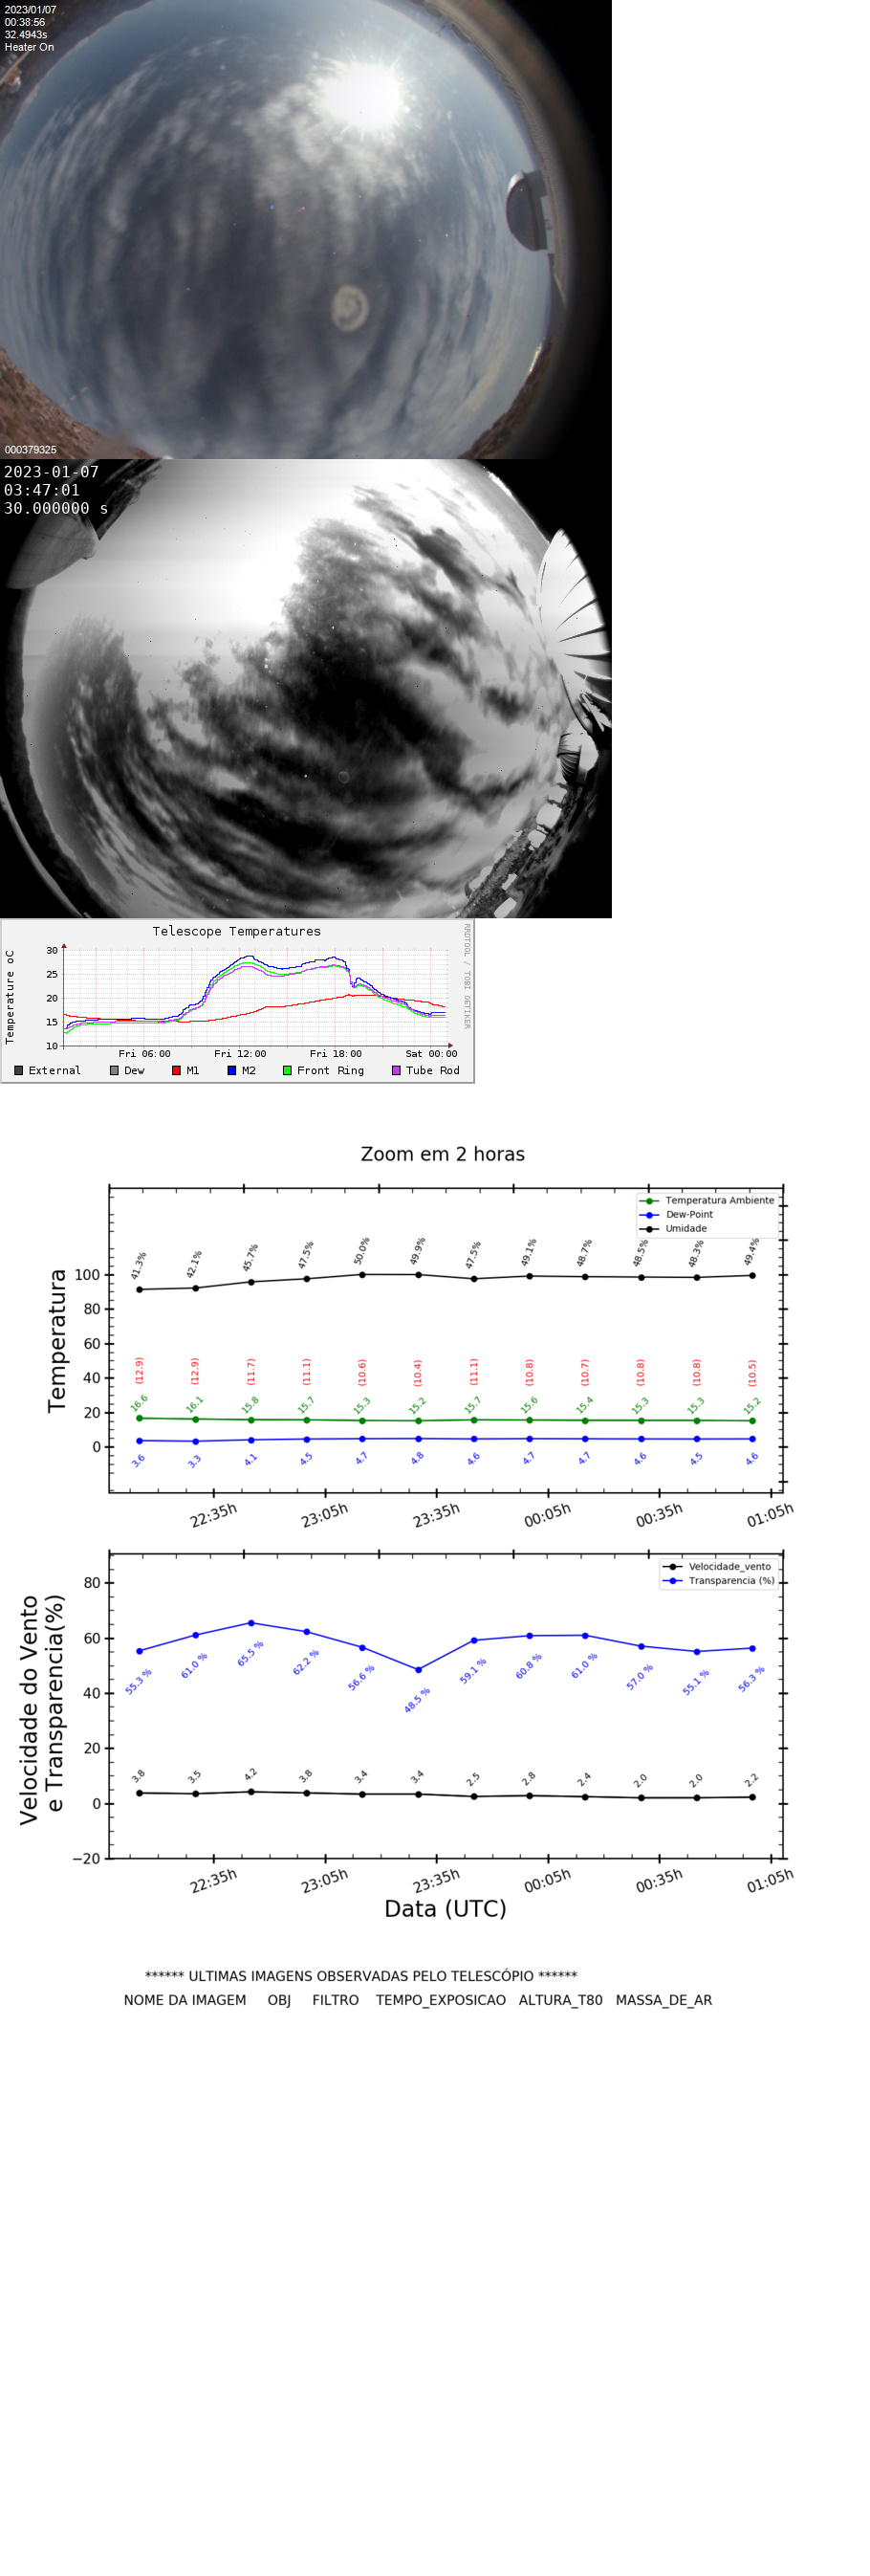 2023/01/07
00:38:56
32.4943s
Heater On
000379325
2023-01-07
03:47:01
30.000000 s
Telescope Temperatures
RRDTOOL / TOBI OETIKER
Temperature oC
30
25
20
15
10
Fri 06:00 Fri 12:00 Fri 18:00 Sat 00:00
External Dew M1 M2 Front Ring Tube Rod
Zoom em 2 horas
Temperatura Ambiente
Dew-Point
Umidade
Temperatura
100
80
60
40
20
0
41.3% 42.1% 45.7% 47.5% 50.0% 49.9% 47.5% 49.1% 48.7% 48.5% 48.3% 49.4%
(12.9) (12.9) (11.7) (11.1) (10.6) (10.4) (11.1) (10.8) (10.7) (10.8) (10.8) (10.5)
16.6 16.1 15.8 15.7 15.3 15.2 15.7 15.6 15.4 15.3 15.3 15.2
3.6 3.3 4.1 4.5 4.7 4.8 4.6 4.7 4.7 4.6 4.5 4.6
22:35h 23:05h 23:35h 00:05h 00:35h 01:05h
Velocidade_vento
Transparencia (%)
Velocidade do Vento
e Transparencia(%)
80
60
40
20
0
−20
55.3 % 61.0 % 65.5 % 62.2 % 56.6 % 48.5 % 59.1 % 60.8 % 61.0 % 57.0 % 55.1 % 56.3 %
3.8 3.5 4.2 3.8 3.4 3.4 2.5 2.8 2.4 2.0 2.0 2.2
22:35h 23:05h 23:35h 00:05h 00:35h 01:05h
Data (UTC)
****** ULTIMAS IMAGENS OBSERVADAS PELO TELESCÓPIO ******
NOME DA IMAGEM OBJ FILTRO TEMPO_EXPOSICAO ALTURA_T80 MASSA_DE_AR